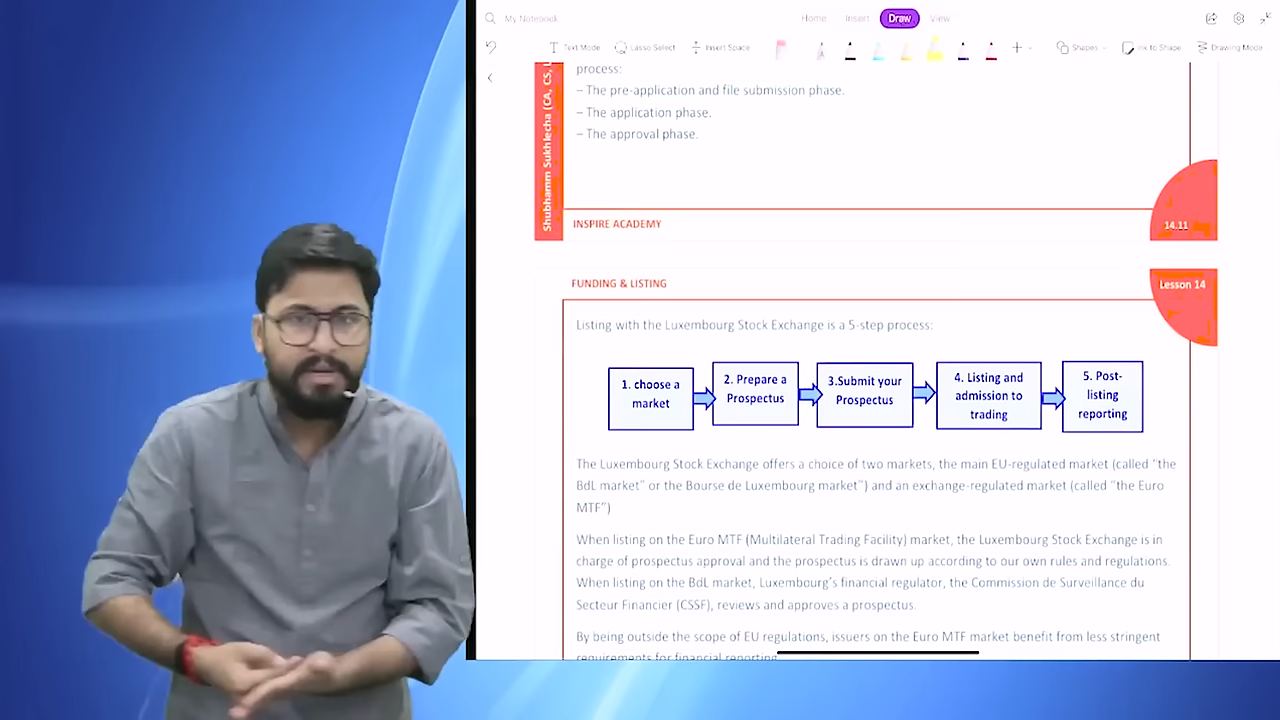 My Notebook
Home Insert Draw View
Text Mode Lasso Select Insert Space Shapes Ink to Shape Drawing Mode
process:
– The pre-application and file submission phase.
– The application phase.
– The approval phase.
Shubhamm Sukhlecha (CA, CS,
INSPIRE ACADEMY
14.11
FUNDING & LISTING
Lesson 14
Listing with the Luxembourg Stock Exchange is a 5-step process:
1. choose a
market
2. Prepare a
Prospectus
3.Submit your
Prospectus
4. Listing and
admission to
trading
5. Post-
listing
reporting
The Luxembourg Stock Exchange offers a choice of two markets, the main EU-regulated market (called “the
BdL market” or the Bourse de Luxembourg market”) and an exchange-regulated market (called “the Euro
MTF”)
When listing on the Euro MTF (Multilateral Trading Facility) market, the Luxembourg Stock Exchange is in
charge of prospectus approval and the prospectus is drawn up according to our own rules and regulations.
When listing on the BdL market, Luxembourg’s financial regulator, the Commission de Surveillance du
Secteur Financier (CSSF), reviews and approves a prospectus.
By being outside the scope of EU regulations, issuers on the Euro MTF market benefit from less stringent
requirements for financial reporting